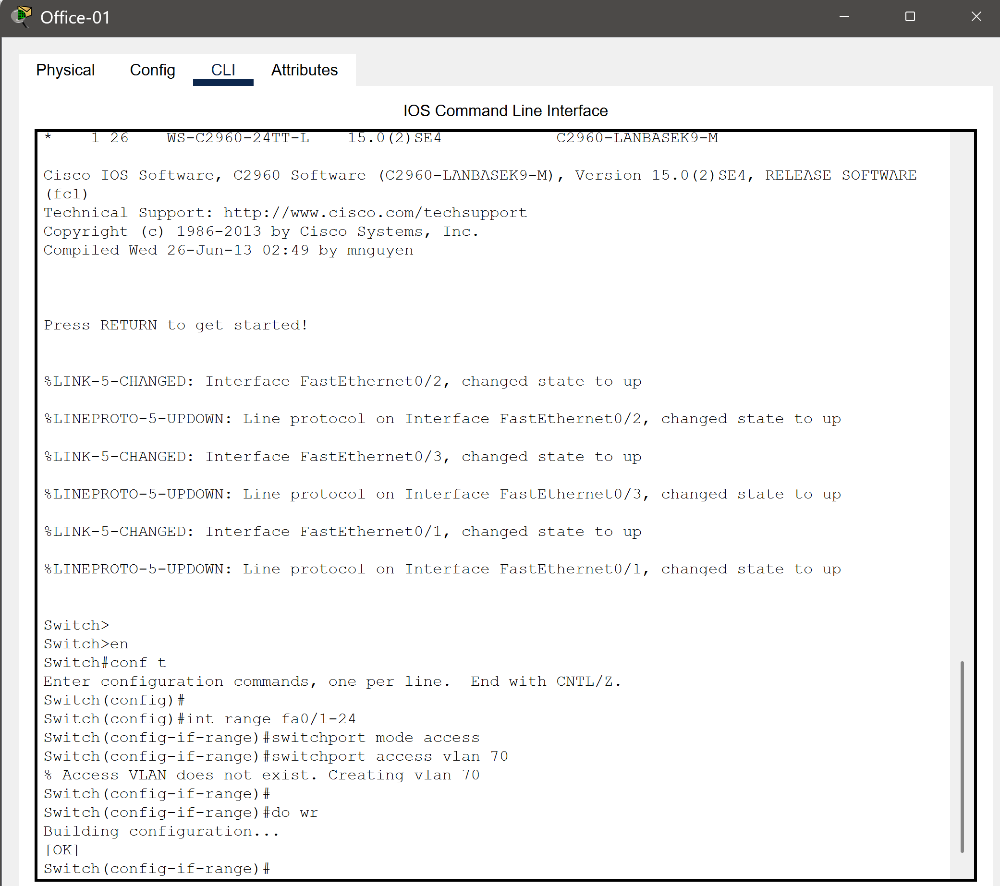 Office-01
Physical Config CLI Attributes
IOS Command Line Interface
* 1 26 WS-C2960-24TT-L 15.0(2)SE4 C2960-LANBASEK9-M
Cisco IOS Software, C2960 Software (C2960-LANBASEK9-M), Version 15.0(2)SE4, RELEASE SOFTWARE
(fc1)
Technical Support: http://www.cisco.com/techsupport
Copyright (c) 1986-2013 by Cisco Systems, Inc.
Compiled Wed 26-Jun-13 02:49 by mnguyen
Press RETURN to get started!
%LINK-5-CHANGED: Interface FastEthernet0/2, changed state to up
%LINEPROTO-5-UPDOWN: Line protocol on Interface FastEthernet0/2, changed state to up
%LINK-5-CHANGED: Interface FastEthernet0/3, changed state to up
%LINEPROTO-5-UPDOWN: Line protocol on Interface FastEthernet0/3, changed state to up
%LINK-5-CHANGED: Interface FastEthernet0/1, changed state to up
%LINEPROTO-5-UPDOWN: Line protocol on Interface FastEthernet0/1, changed state to up
Switch>
Switch>en
Switch#conf t
Enter configuration commands, one per line.  End with CNTL/Z.
Switch(config)#
Switch(config)#int range fa0/1-24
Switch(config-if-range)#switchport mode access
Switch(config-if-range)#switchport access vlan 70
% Access VLAN does not exist. Creating vlan 70
Switch(config-if-range)#
Switch(config-if-range)#do wr
Building configuration...
[OK]
Switch(config-if-range)#